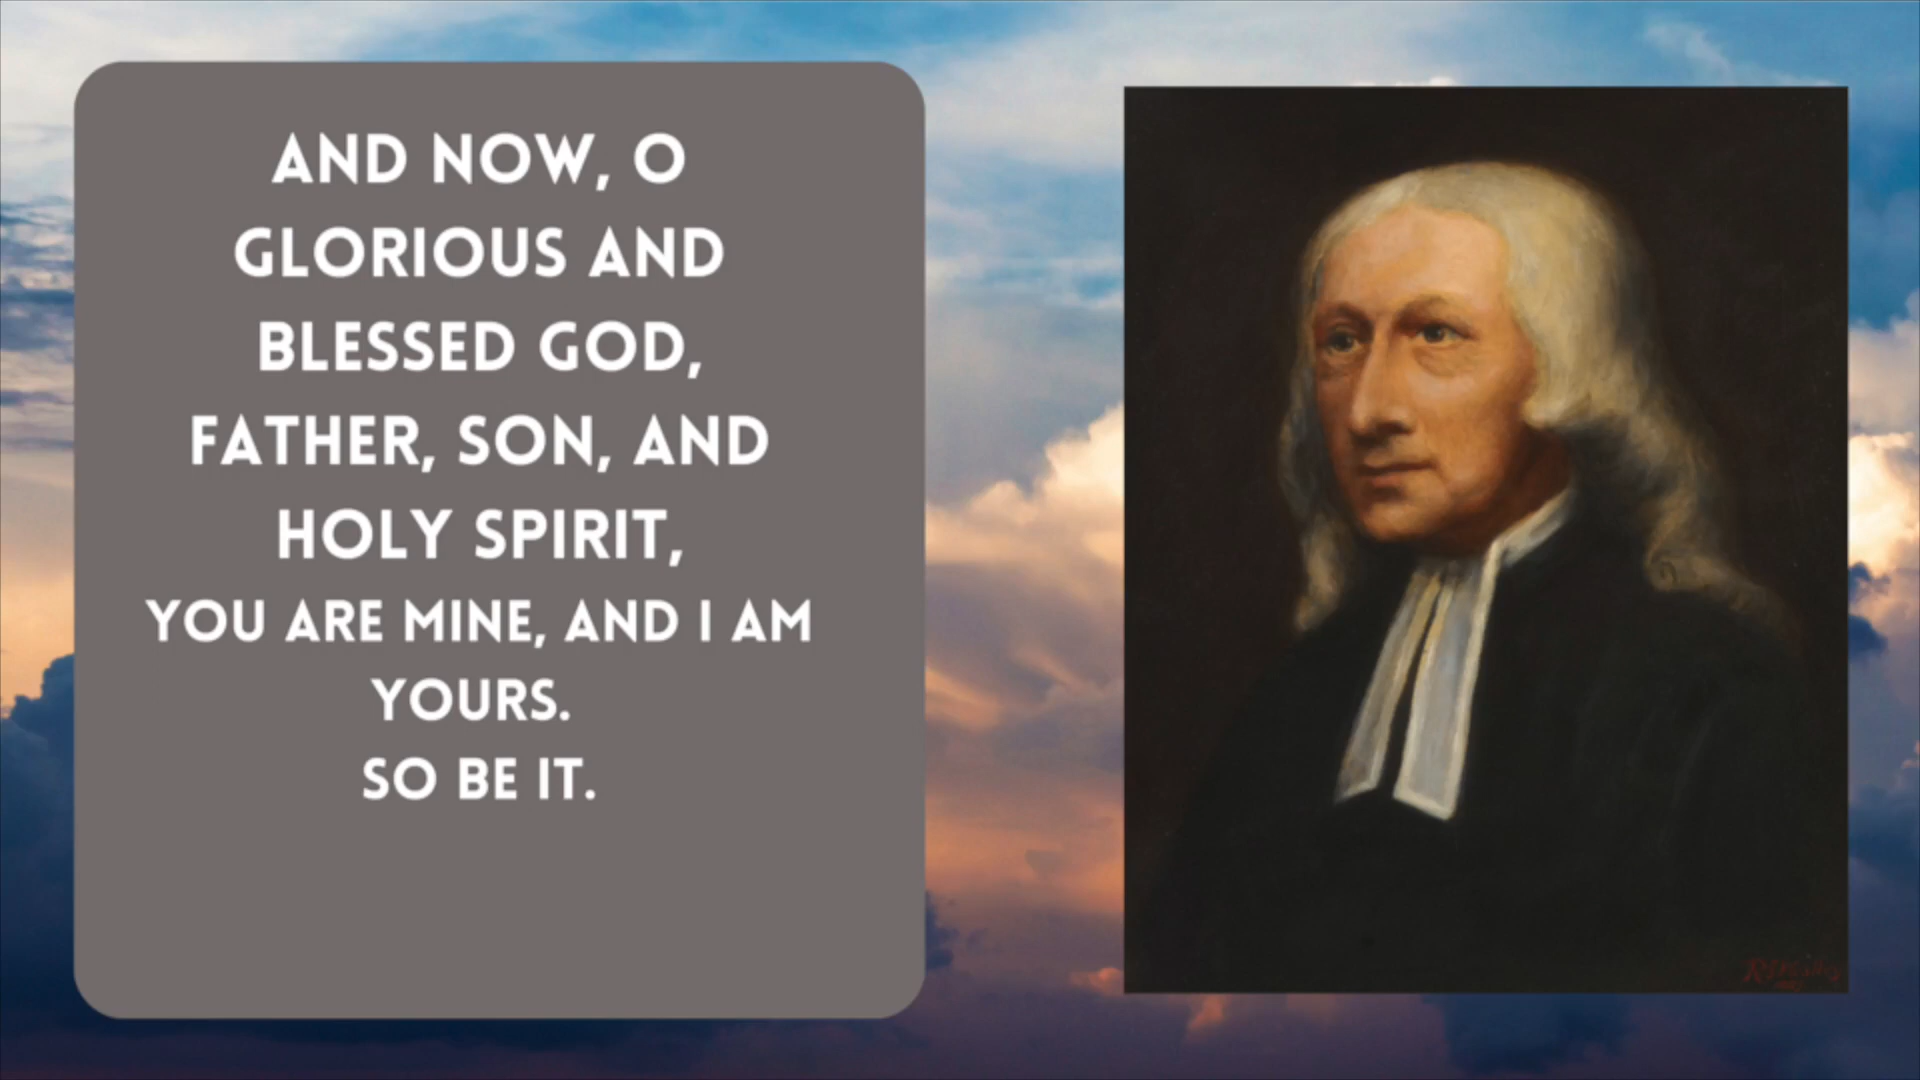 AND NOW, O
GLORIOUS AND
BLESSED GOD,
FATHER, SON, AND
HOLY SPIRIT,
YOU ARE MINE, AND I AM
YOURS.
SO BE IT.